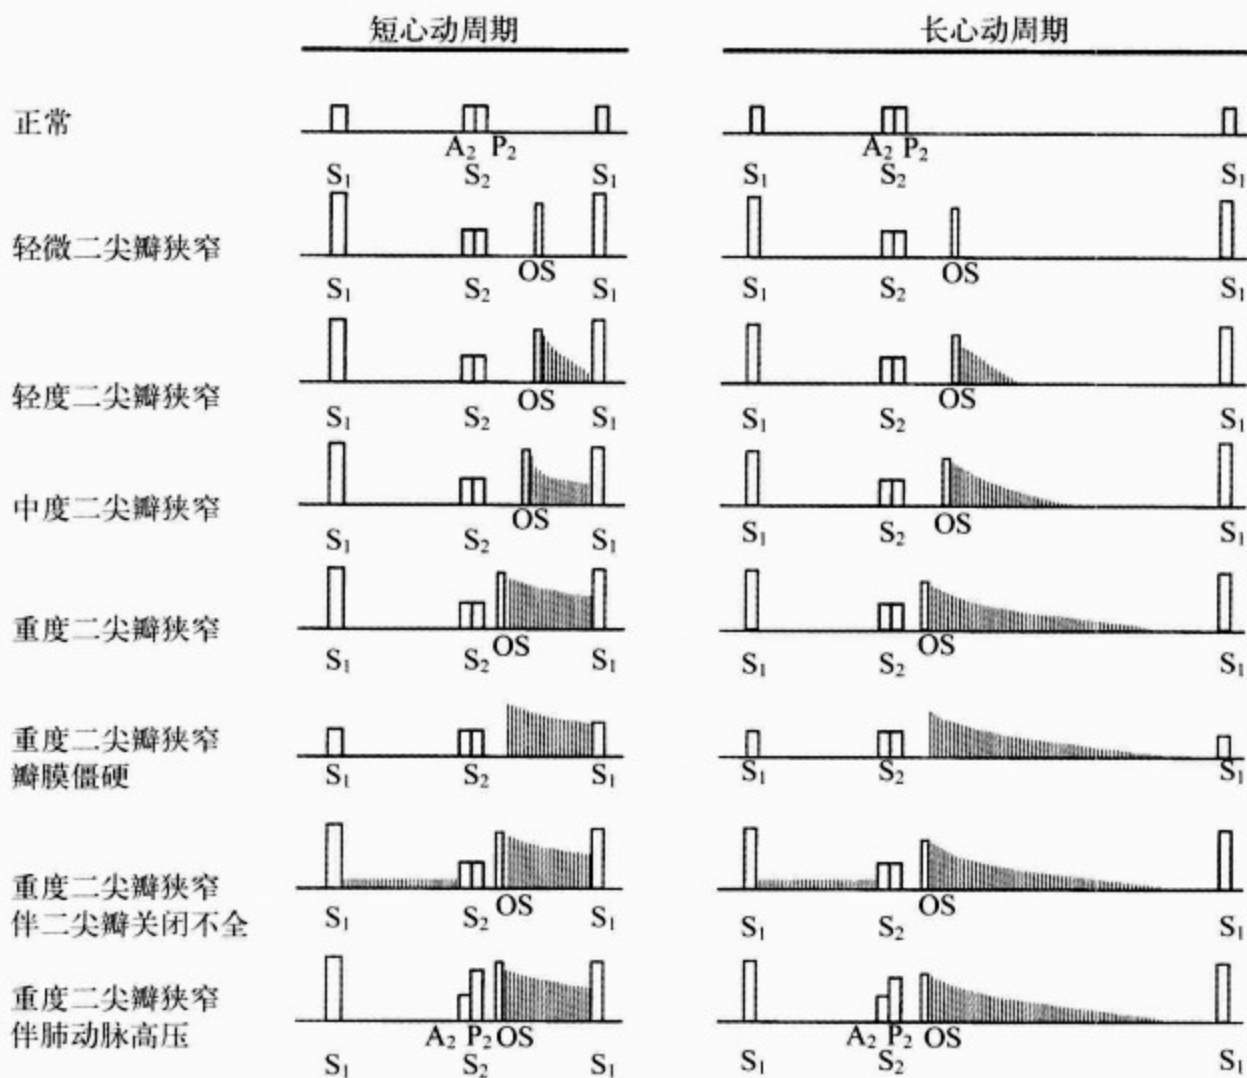 短心动周期 长心动周期
正常
A₂ P₂ A₂ P₂
S₁ S₂ S₁ S₁ S₂ S₁
轻微二尖瓣狭窄
OS OS
S₁ S₂ S₁ S₁ S₂ S₁
轻度二尖瓣狭窄
OS OS
S₁ S₂ S₁ S₁ S₂ S₁
中度二尖瓣狭窄
OS OS
S₁ S₂ S₁ S₁ S₂ S₁
重度二尖瓣狭窄
OS OS
S₁ S₂ S₁ S₁ S₂ S₁
重度二尖瓣狭窄
瓣膜僵硬
S₁ S₂ S₁ S₁ S₂ S₁
重度二尖瓣狭窄
OS OS
伴二尖瓣关闭不全
S₁ S₂ S₁ S₁ S₂ S₁
重度二尖瓣狭窄
伴肺动脉高压
A₂ P₂ OS A₂ P₂ OS
S₁ S₂ S₁ S₁ S₂ S₁